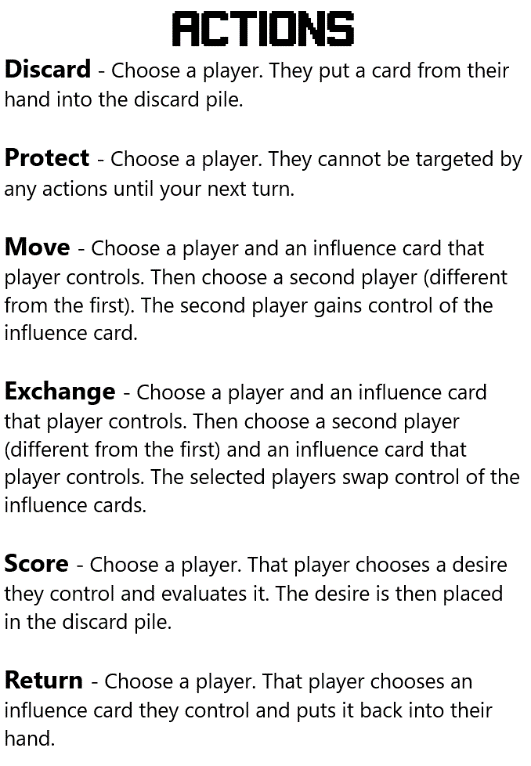 ACTIONS
Discard - Choose a player. They put a card from their
hand into the discard pile.
Protect - Choose a player. They cannot be targeted by
any actions until your next turn.
Move - Choose a player and an influence card that
player controls. Then choose a second player (different
from the first). The second player gains control of the
influence card.
Exchange - Choose a player and an influence card
that player controls. Then choose a second player
(different from the first) and an influence card that
player controls. The selected players swap control of the
influence cards.
Score - Choose a player. That player chooses a desire
they control and evaluates it. The desire is then placed
in the discard pile.
Return - Choose a player. That player chooses an
influence card they control and puts it back into their
hand.